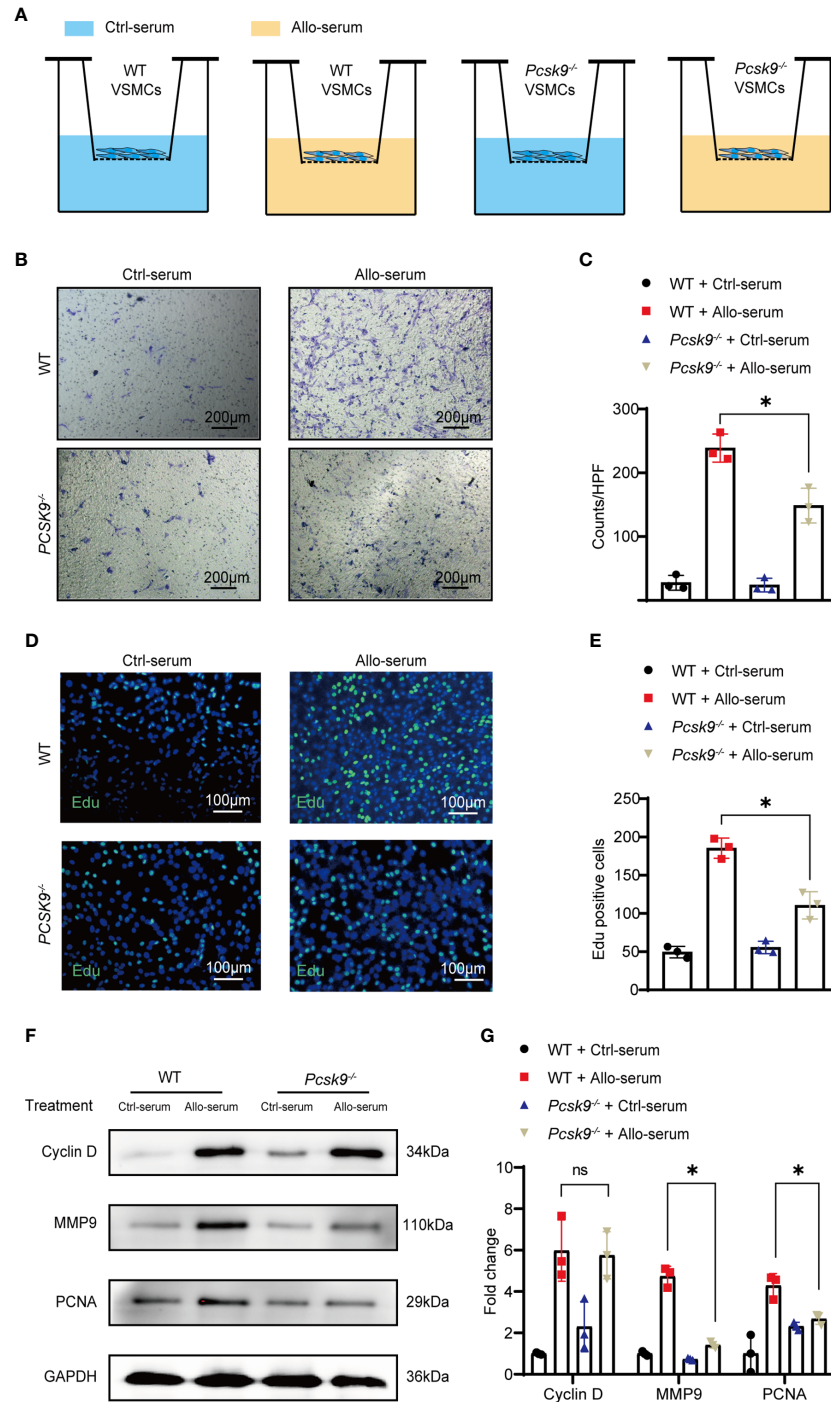 A
Ctrl-serum Allo-serum
WT VSMCs
WT VSMCs
Pcsk9-/- VSMCs
Pcsk9-/- VSMCs
B
Ctrl-serum Allo-serum
WT
200μm 200μm
PCSK9-/-
200μm 200μm
C
WT + Ctrl-serum
WT + Allo-serum
Pcsk9-/- + Ctrl-serum
Pcsk9-/- + Allo-serum
*
Counts/HPF
300
200
100
D
Ctrl-serum Allo-serum
WT
Edu 100μm 100μm
PCSK9-/-
Edu 100μm 100μm
E
WT + Ctrl-serum
WT + Allo-serum
Pcsk9-/- + Ctrl-serum
Pcsk9-/- + Allo-serum
*
Edu positive cells
250
200
150
100
50
0
F
WT Pcsk9-/-
Treatment Ctrl-serum Allo-serum Ctrl-serum Allo-serum
Cyclin D 34kDa
MMP9 110kDa
PCNA 29kDa
GAPDH 36kDa
G
WT + Ctrl-serum
WT + Allo-serum
Pcsk9-/- + Ctrl-serum
Pcsk9-/- + Allo-serum
ns * *
Fold change
10
8
6
4
2
0
Cyclin D MMP9 PCNA